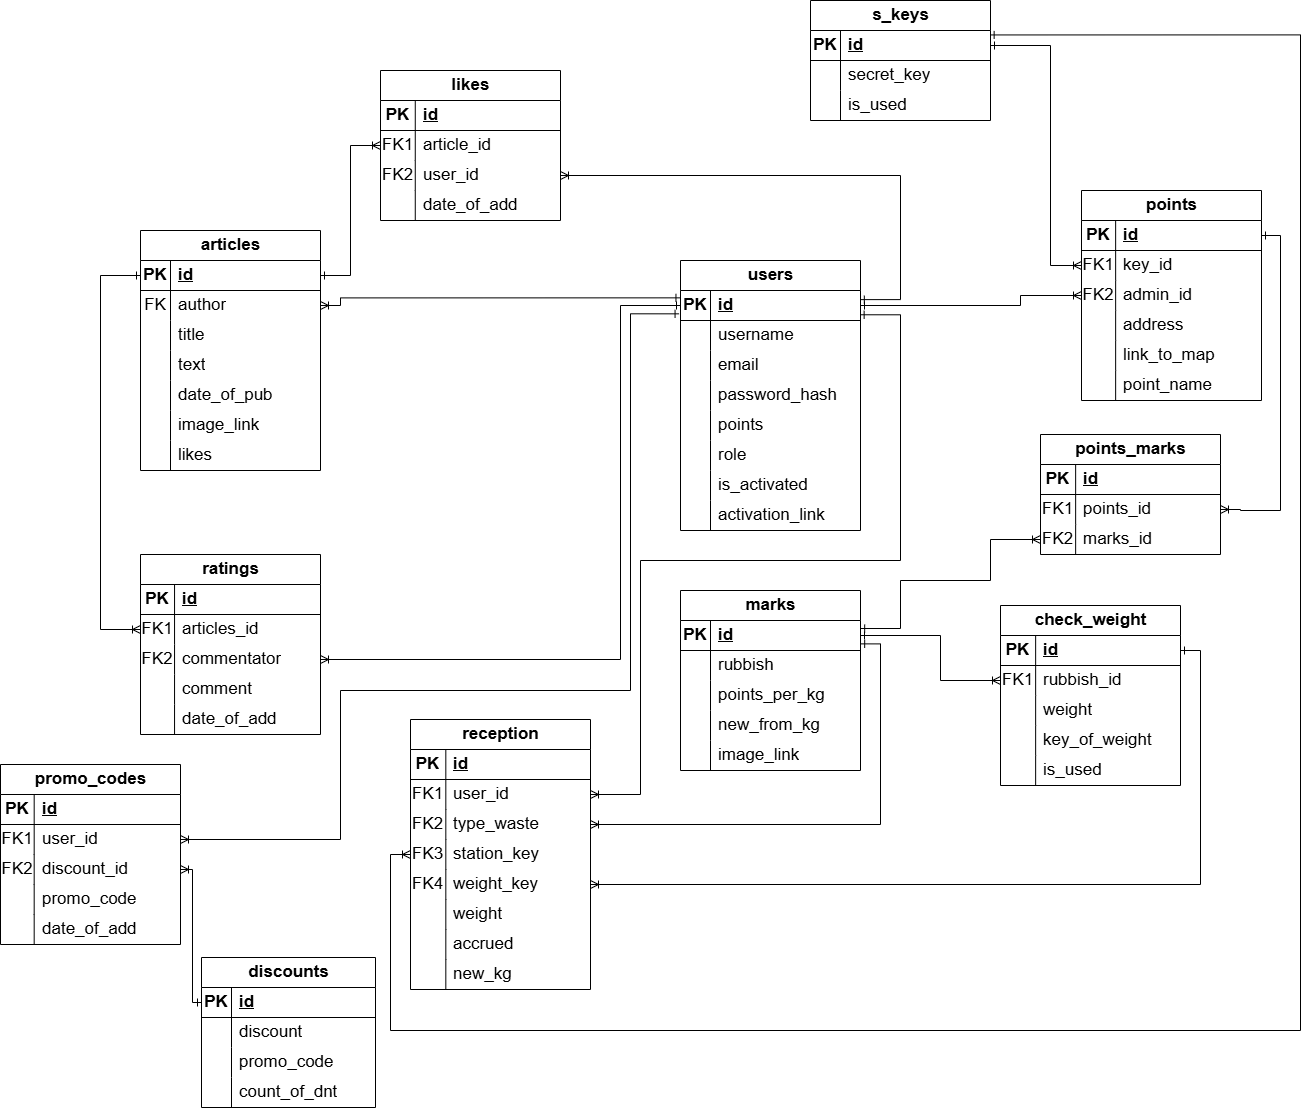 s_keys
PK id
secret_key
is_used
likes
PK id
FK1 article_id
FK2 user_id
date_of_add
points
PK id
FK1 key_id
FK2 admin_id
address
link_to_map
point_name
articles
PK id
FK author
title
text
date_of_pub
image_link
likes
users
PK id
username
email
password_hash
points
role
is_activated
activation_link
points_marks
PK id
FK1 points_id
FK2 marks_id
ratings
PK id
FK1 articles_id
FK2 commentator
comment
date_of_add
marks
PK id
rubbish
points_per_kg
new_from_kg
image_link
check_weight
PK id
FK1 rubbish_id
weight
key_of_weight
is_used
reception
PK id
FK1 user_id
FK2 type_waste
FK3 station_key
FK4 weight_key
weight
accrued
new_kg
promo_codes
PK id
FK1 user_id
FK2 discount_id
promo_code
date_of_add
discounts
PK id
discount
promo_code
count_of_dnt